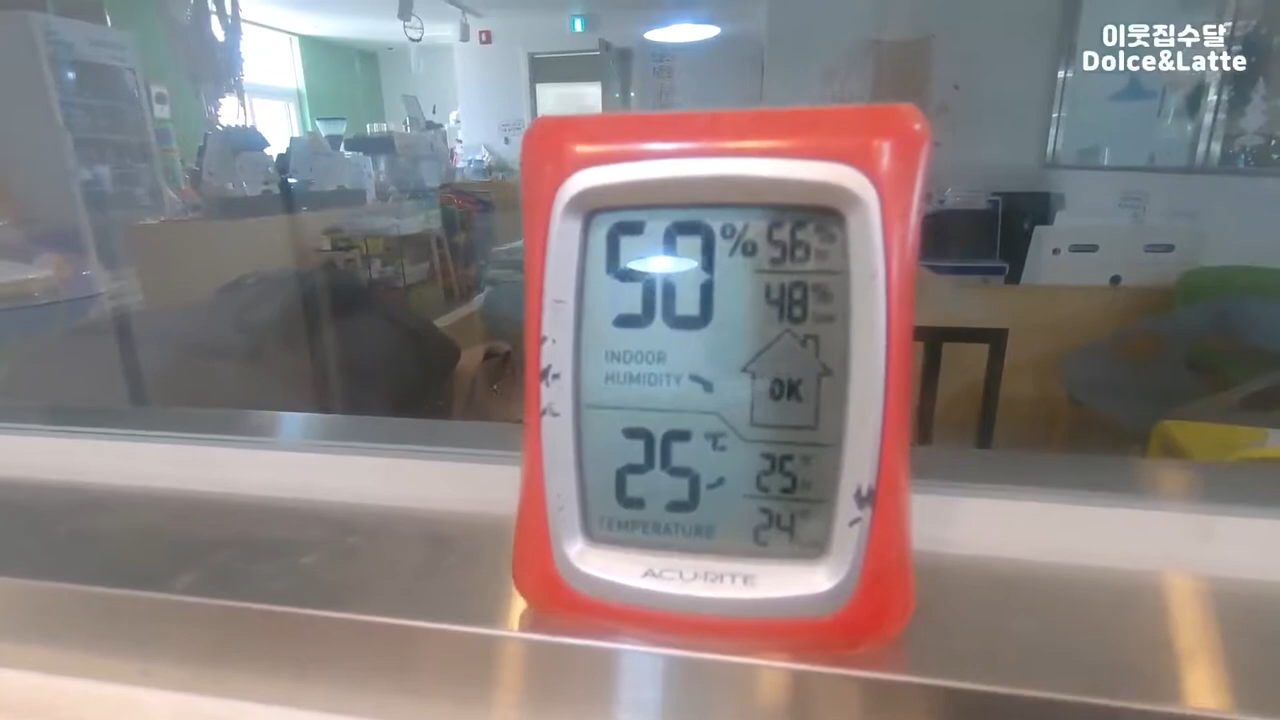 이웃집수달
Dolce&Latte
50% 56%
48%
INDOOR
HUMIDITY
OK
25°C 25
24
TEMPERATURE
ACU·RITE